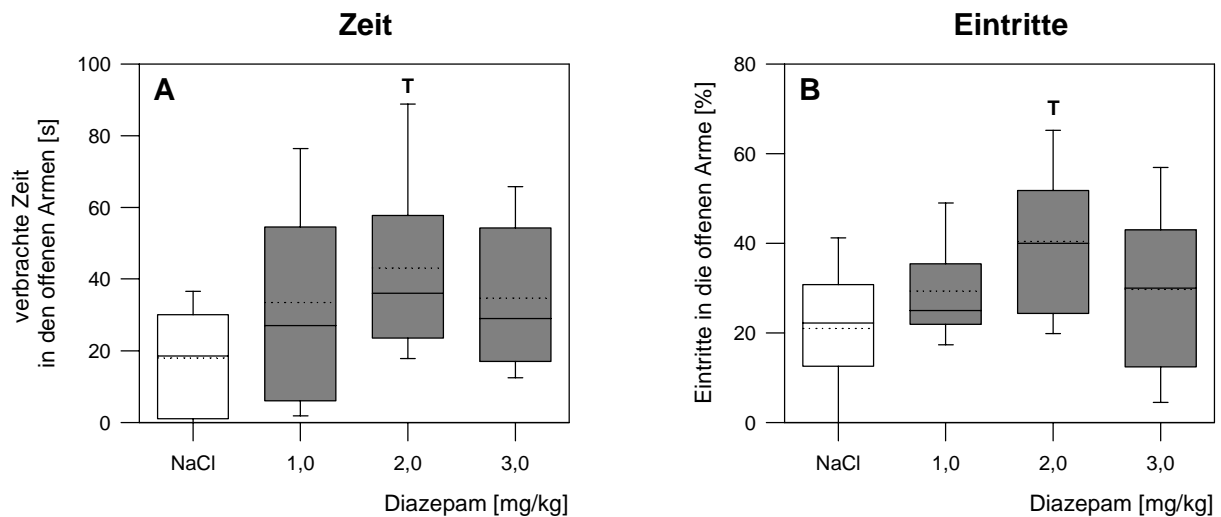 Zeit
A
T
verbrachte Zeit
in den offenen Armen [s]
100
80
60
40
20
0
NaCl 1,0 2,0 3,0
Diazepam [mg/kg]
Eintritte
B
T
Eintritte in die offenen Arme [%]
80
60
40
20
0
NaCl 1,0 2,0 3,0
Diazepam [mg/kg]